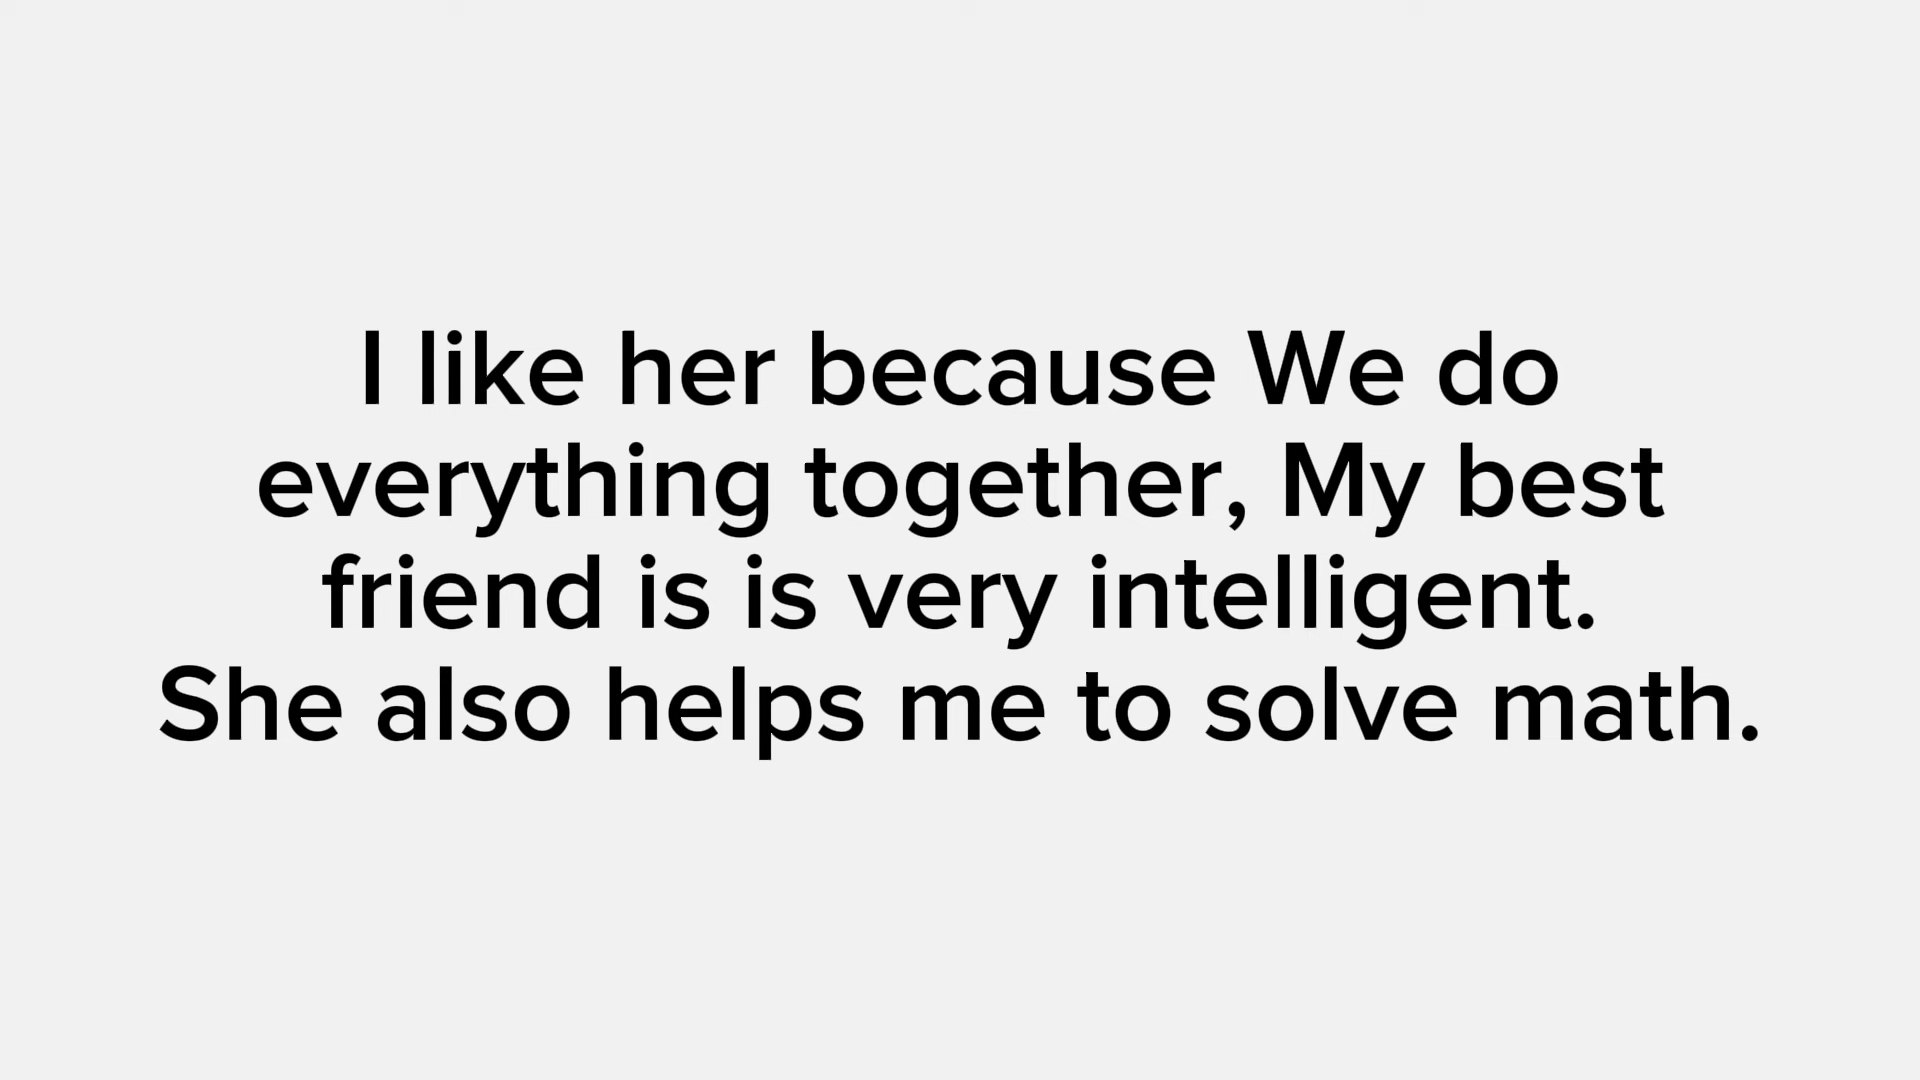 I like her because We do
everything together, My best
friend is is very intelligent.
She also helps me to solve math.